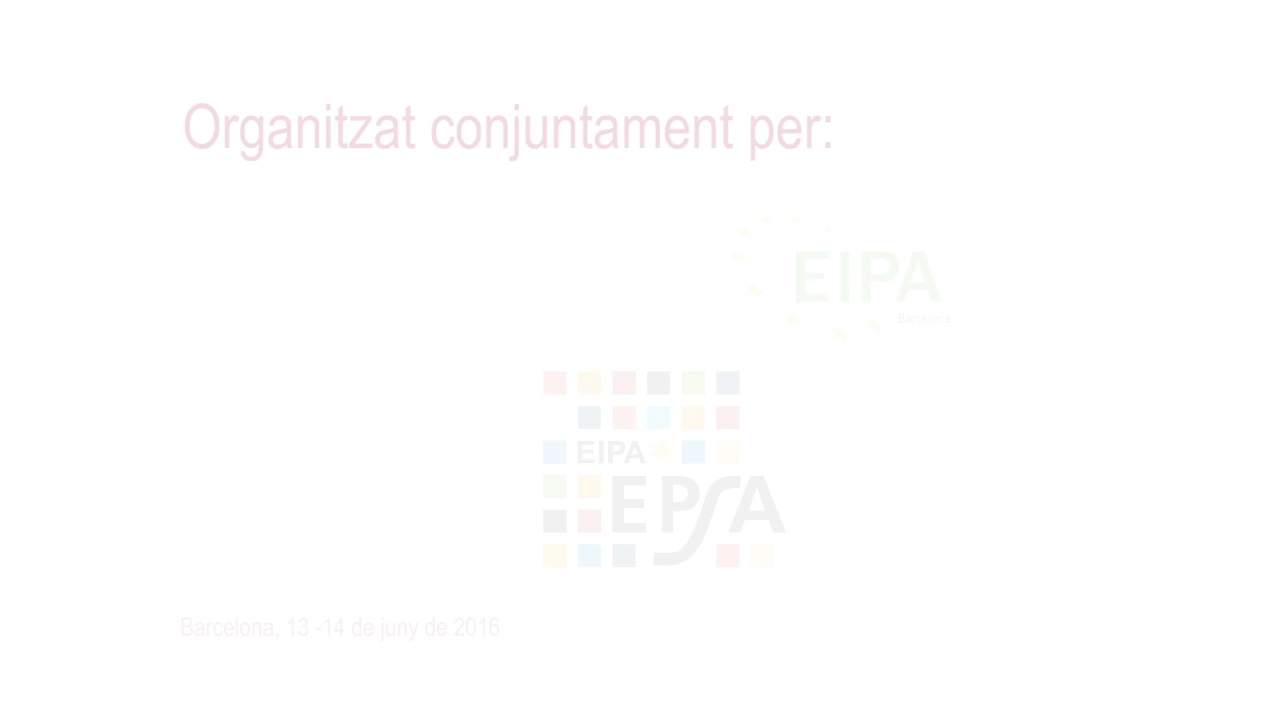 Organitzat conjuntament per:
EIPA
Barcelona
EIPA
EPSA
Barcelona, 13 -14 de juny de 2016